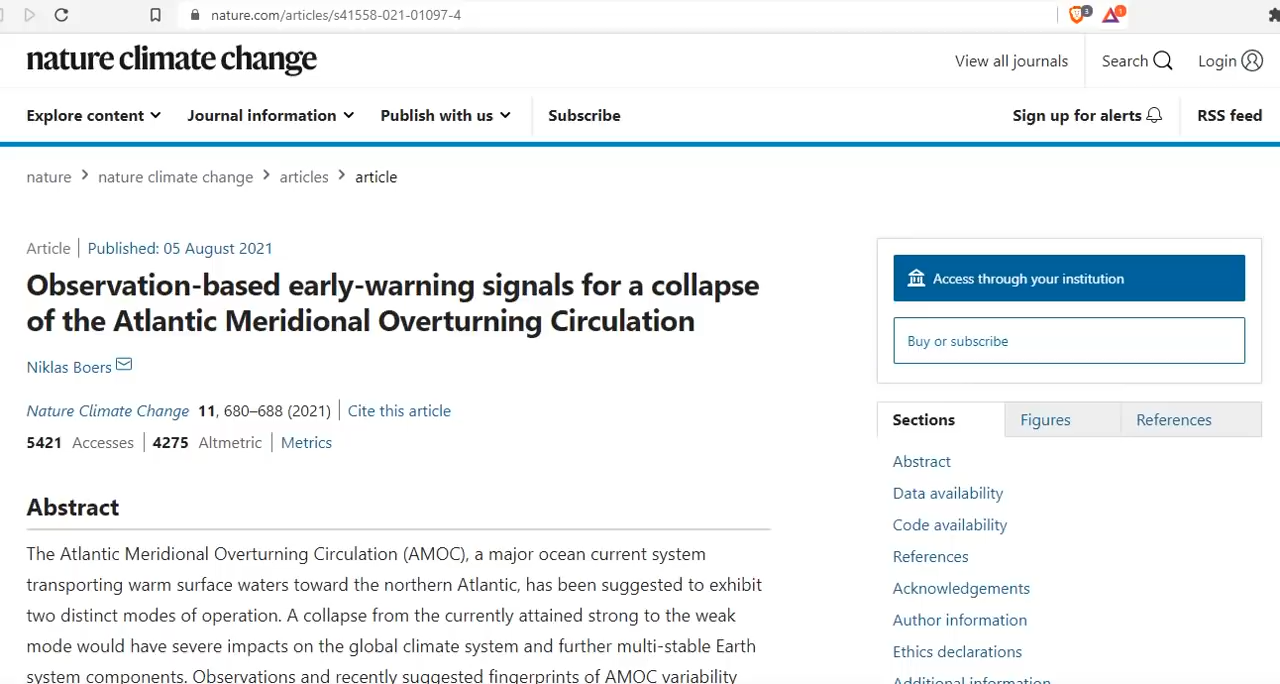 nature.com/articles/s41558-021-01097-4
3
1
nature climate change
View all journals
Search
Login
Explore content
Journal information
Publish with us
Subscribe
Sign up for alerts
RSS feed
nature > nature climate change > articles > article
Article | Published: 05 August 2021
Observation-based early-warning signals for a collapse
of the Atlantic Meridional Overturning Circulation
Niklas Boers
Nature Climate Change 11, 680–688 (2021) | Cite this article
5421 Accesses | 4275 Altmetric | Metrics
Abstract
The Atlantic Meridional Overturning Circulation (AMOC), a major ocean current system
transporting warm surface waters toward the northern Atlantic, has been suggested to exhibit
two distinct modes of operation. A collapse from the currently attained strong to the weak
mode would have severe impacts on the global climate system and further multi-stable Earth
system components. Observations and recently suggested fingerprints of AMOC variability
Access through your institution
Buy or subscribe
Sections
Figures
References
Abstract
Data availability
Code availability
References
Acknowledgements
Author information
Ethics declarations
Additional information